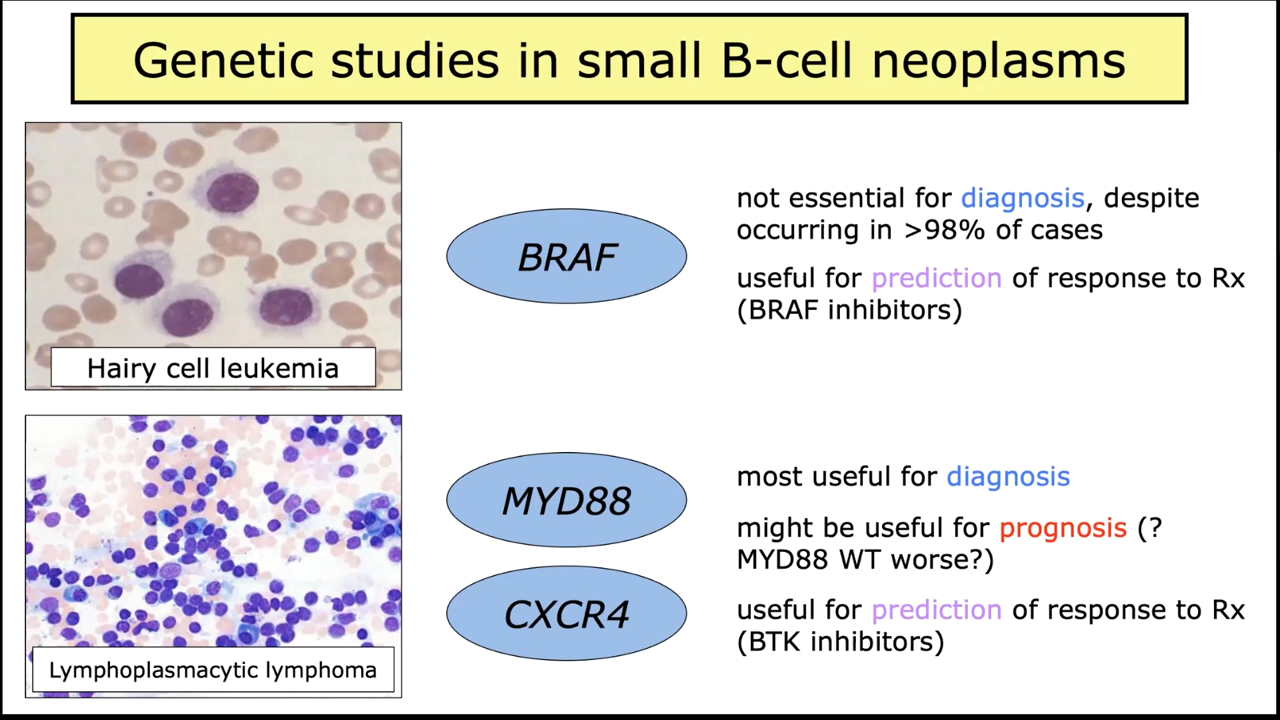 Genetic studies in small B-cell neoplasms
Hairy cell leukemia
BRAF
not essential for diagnosis, despite
occurring in >98% of cases
useful for prediction of response to Rx
(BRAF inhibitors)
Lymphoplasmacytic lymphoma
MYD88
CXCR4
most useful for diagnosis
might be useful for prognosis (?
MYD88 WT worse?)
useful for prediction of response to Rx
(BTK inhibitors)